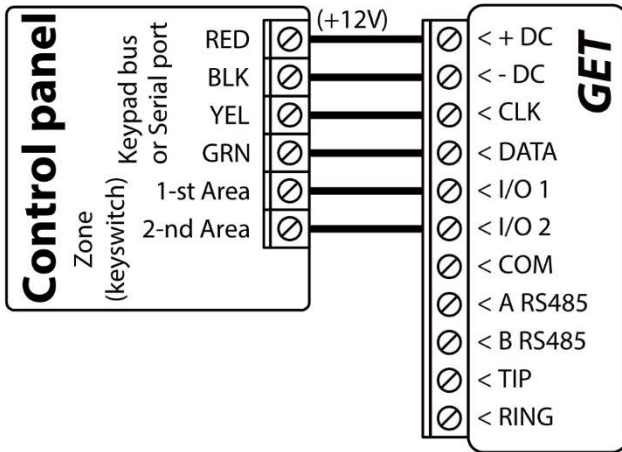 Control panel
Keypad bus
or Serial port
Zone
(keyswitch)
RED
BLK
YEL
GRN
1-st Area
2-nd Area
(+12V)
< + DC
< - DC
< CLK
< DATA
< I/O 1
< I/O 2
< COM
< A RS485
< B RS485
< TIP
< RING
GET